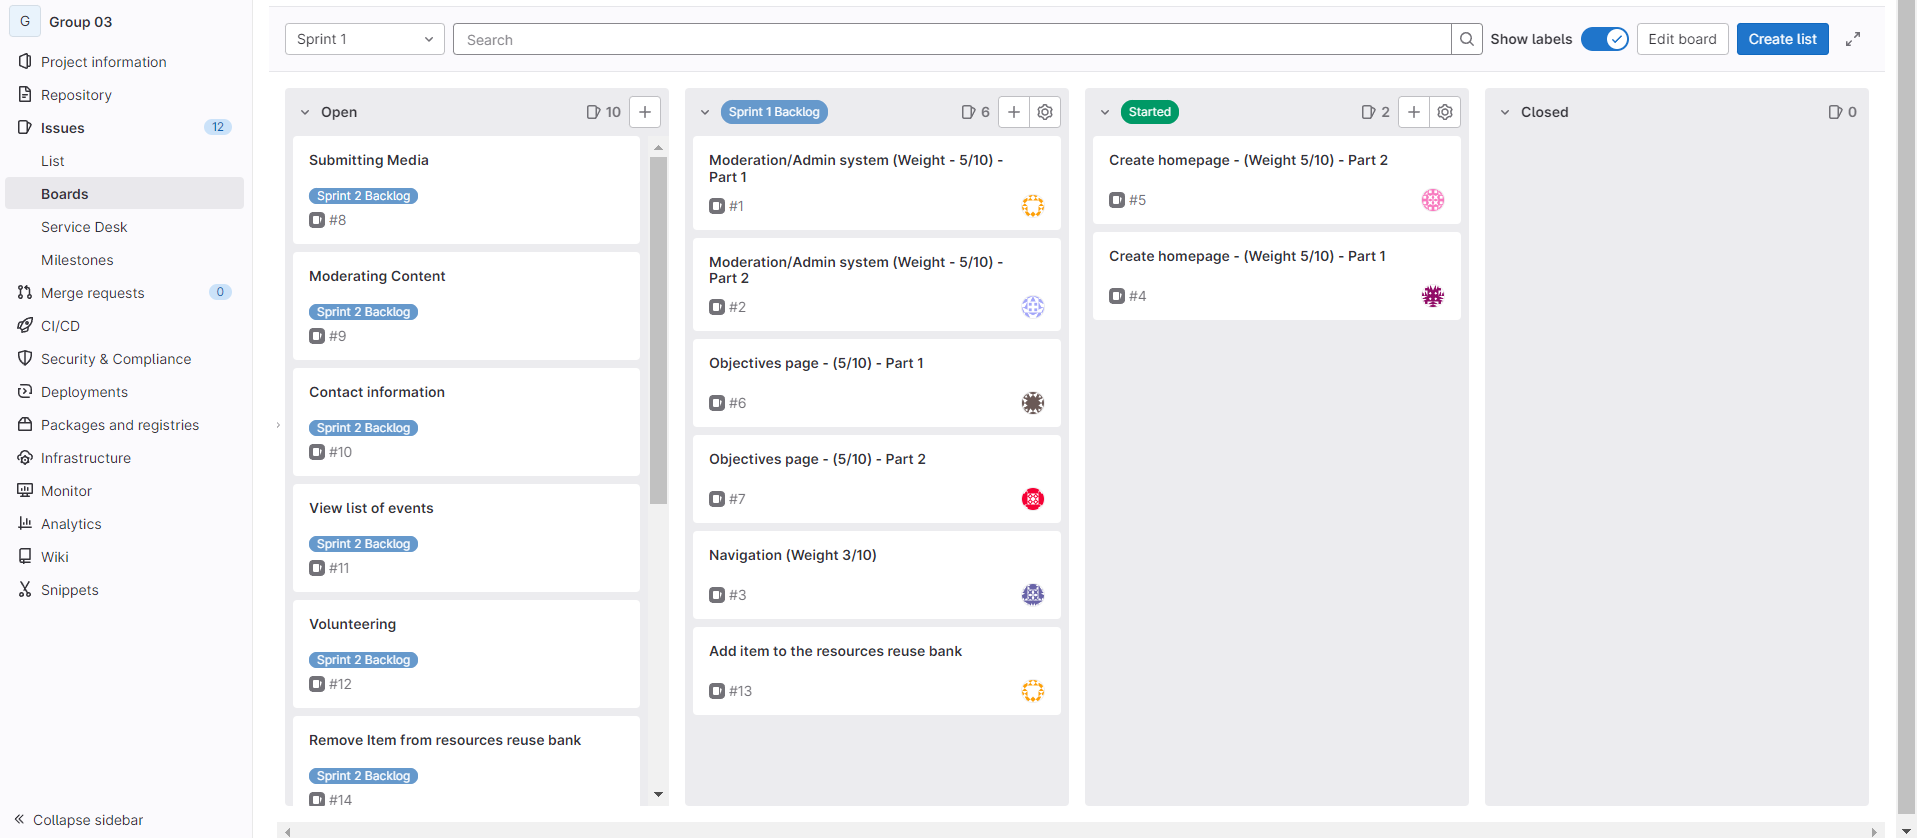 G Group 03
Project information
Repository
Issues 12
List
Boards
Service Desk
Milestones
Merge requests 0
CI/CD
Security & Compliance
Deployments
Packages and registries
Infrastructure
Monitor
Analytics
Wiki
Snippets
Collapse sidebar
Sprint 1 Search Show labels Edit board Create list
Open 10
Submitting Media
Sprint 2 Backlog
#8
Moderating Content
Sprint 2 Backlog
#9
Contact information
Sprint 2 Backlog
#10
View list of events
Sprint 2 Backlog
#11
Volunteering
Sprint 2 Backlog
#12
Remove Item from resources reuse bank
Sprint 2 Backlog
#14
Sprint 1 Backlog 6
Moderation/Admin system (Weight - 5/10) -
Part 1
#1
Moderation/Admin system (Weight - 5/10) -
Part 2
#2
Objectives page - (5/10) - Part 1
#6
Objectives page - (5/10) - Part 2
#7
Navigation (Weight 3/10)
#3
Add item to the resources reuse bank
#13
Started 2
Create homepage - (Weight 5/10) - Part 2
#5
Create homepage - (Weight 5/10) - Part 1
#4
Closed 0